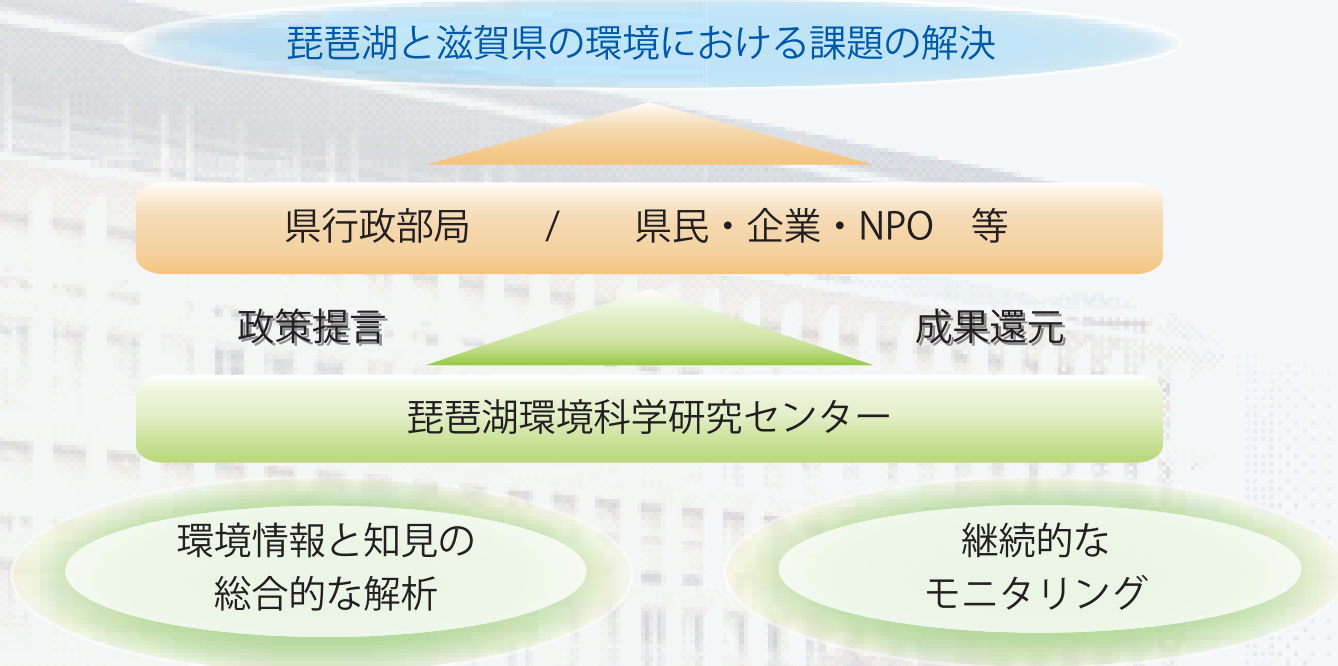 琵琶湖と滋賀県の環境における課題の解決
県行政部局　　/　　県民・企業・NPO　等
政策提言
成果還元
琵琶湖環境科学研究センター
環境情報と知見の
総合的な解析
継続的な
モニタリング